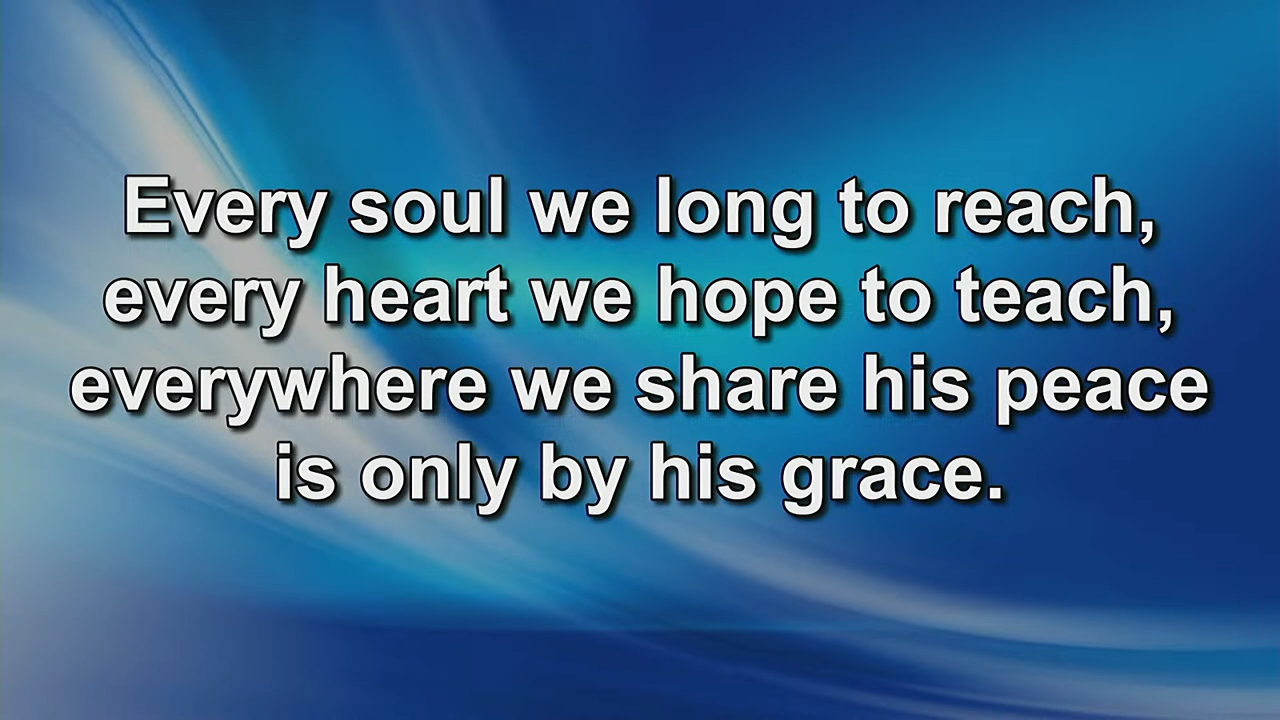 Every soul we long to reach,
every heart we hope to teach,
everywhere we share his peace
is only by his grace.